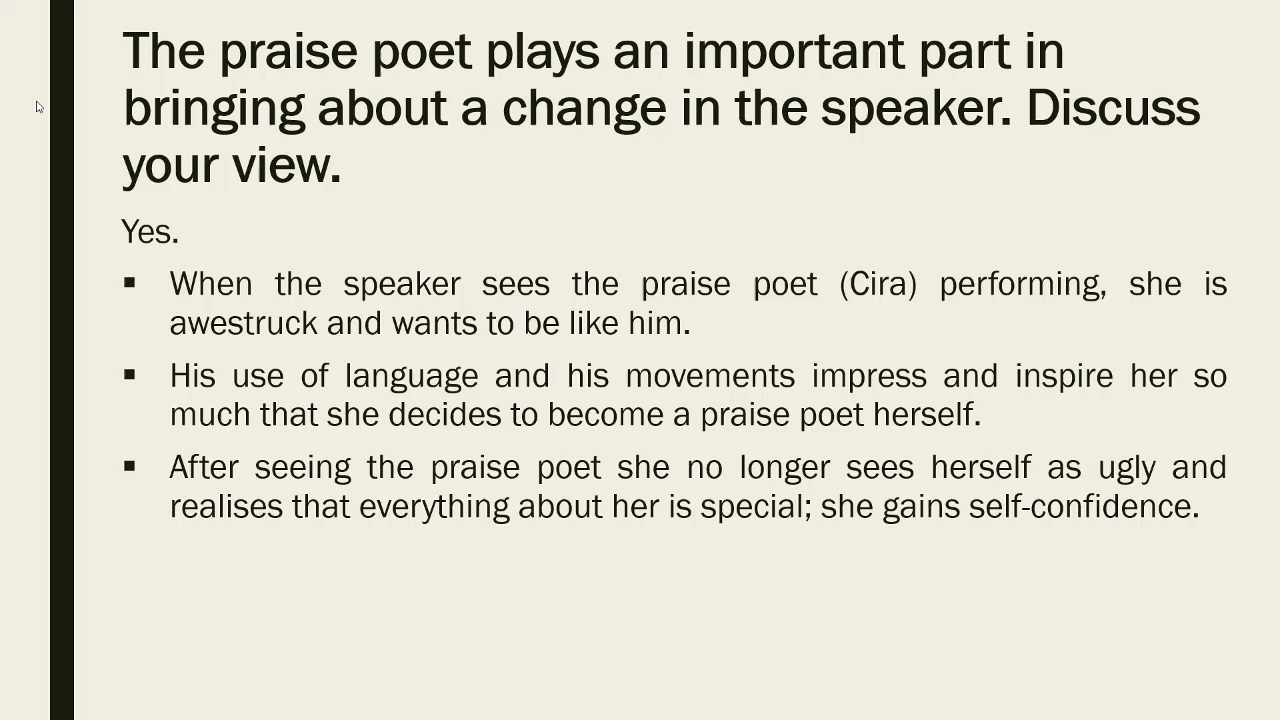 The praise poet plays an important part in
bringing about a change in the speaker. Discuss
your view.
Yes.
▪ When the speaker sees the praise poet (Cira) performing, she is
awestruck and wants to be like him.
▪ His use of language and his movements impress and inspire her so
much that she decides to become a praise poet herself.
▪ After seeing the praise poet she no longer sees herself as ugly and
realises that everything about her is special; she gains self-confidence.